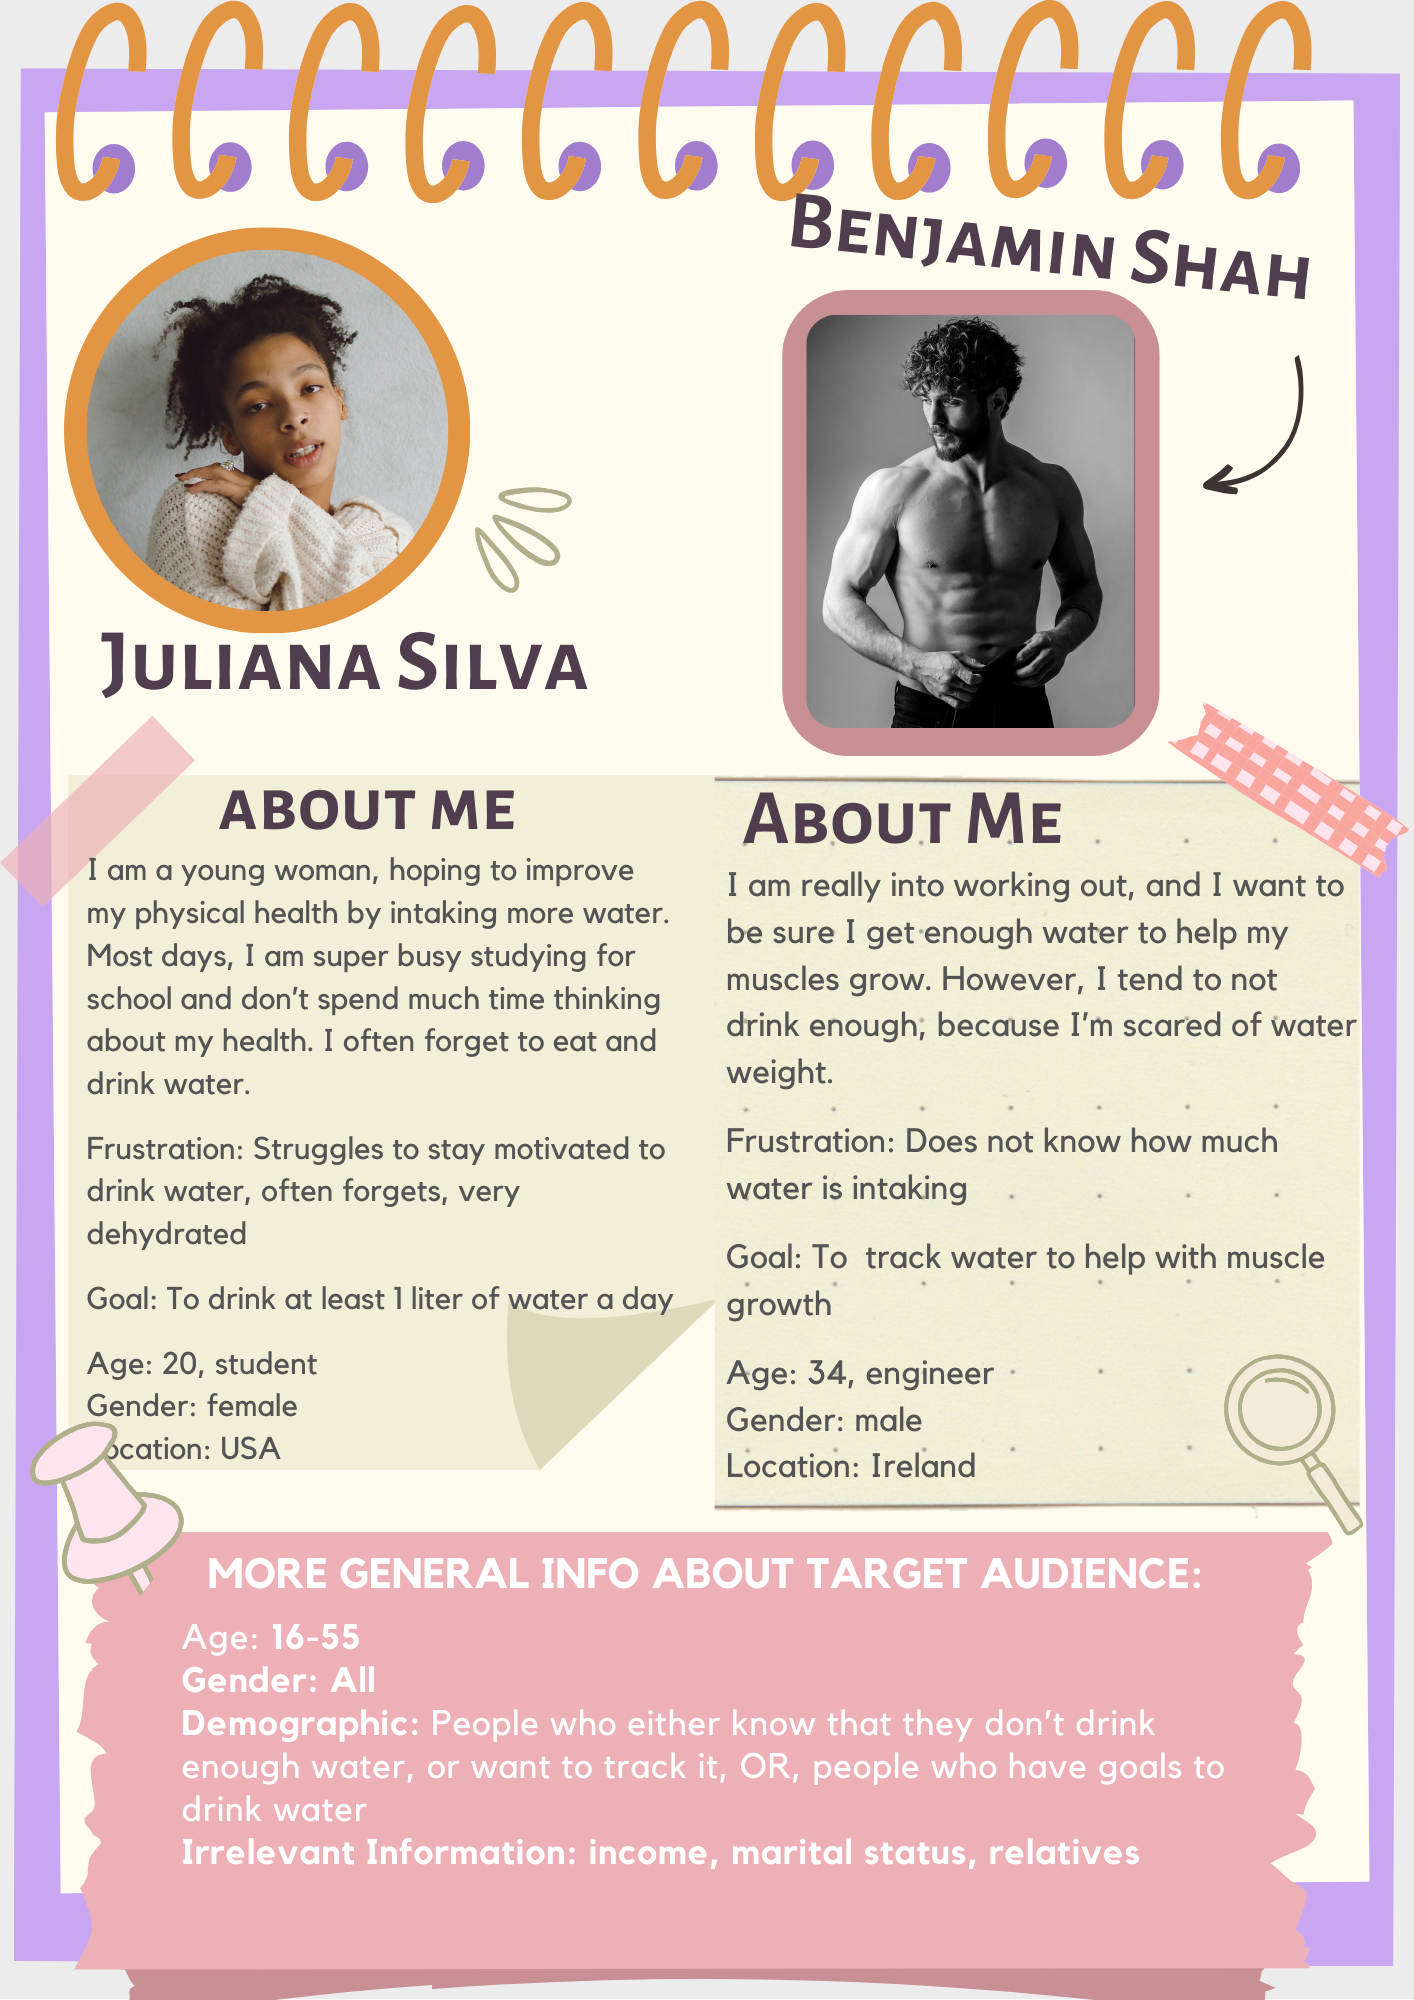 Benjamin Shah
Juliana Silva
About Me
I am a young woman, hoping to improve
my physical health by intaking more water.
Most days, I am super busy studying for
school and don't spend much time thinking
about my health. I often forget to eat and
drink water.
Frustration: Struggles to stay motivated to
drink water, often forgets, very
dehydrated
Goal: To drink at least 1 liter of water a day
Age: 20, student
Gender: female
ocation: USA
About Me
I am really into working out, and I want to
be sure I get enough water to help my
muscles grow. However, I tend to not
drink enough, because I'm scared of water
weight.
Frustration: Does not know how much
water is intaking
Goal: To  track water to help with muscle
growth
Age: 34, engineer
Gender: male
Location: Ireland
MORE GENERAL INFO ABOUT TARGET AUDIENCE:
Age: 16-55
Gender: All
Demographic: People who either know that they don't drink
enough water, or want to track it, OR, people who have goals to
drink water
Irrelevant Information: income, marital status, relatives